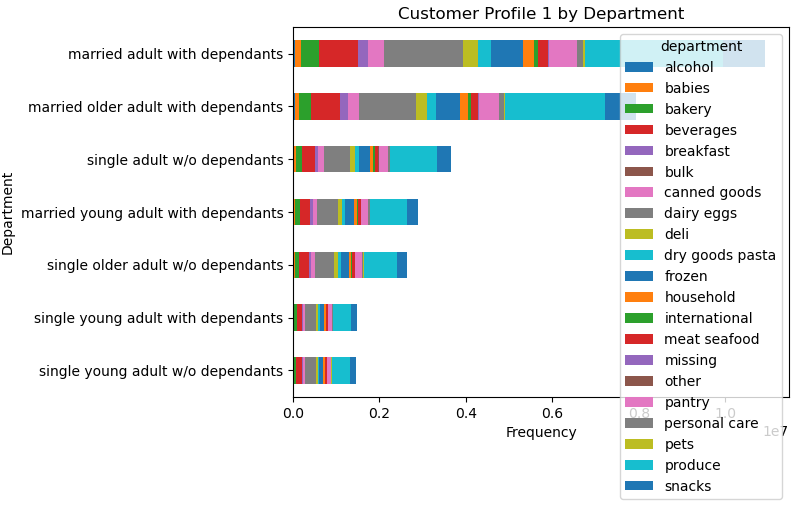 Customer Profile 1 by Department
Department
married adult with dependants
married older adult with dependants
single adult w/o dependants
married young adult with dependants
single older adult w/o dependants
single young adult with dependants
single young adult w/o dependants
0.0 0.2 0.4 0.6 0.8 1.0
1e7
Frequency
department
alcohol
babies
bakery
beverages
breakfast
bulk
canned goods
dairy eggs
deli
dry goods pasta
frozen
household
international
meat seafood
missing
other
pantry
personal care
pets
produce
snacks